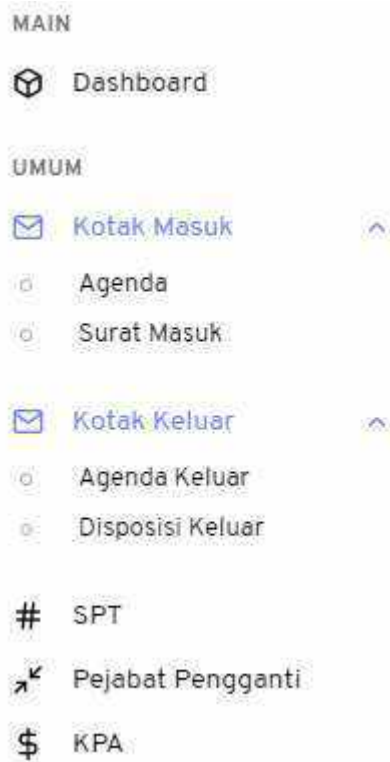 MAIN
Dashboard
UMUM
Kotak Masuk
Agenda
Surat Masuk
Kotak Keluar
Agenda Keluar
Disposisi Keluar
# SPT
Pejabat Pengganti
$ KPA